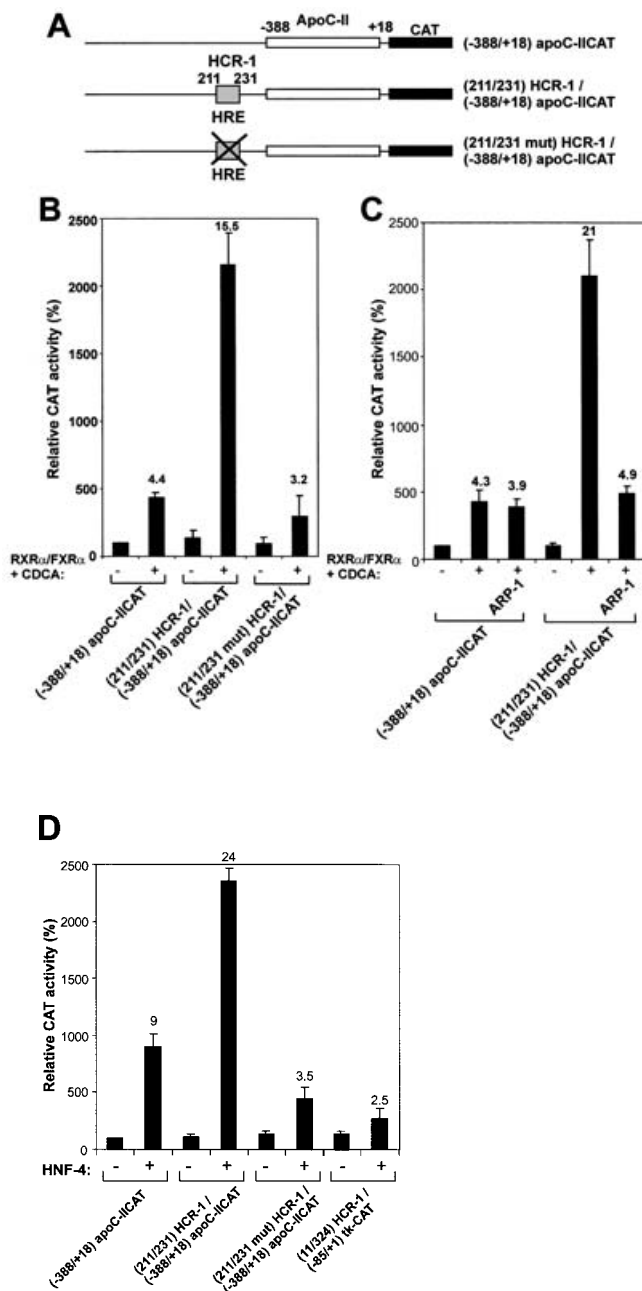 A
-388 ApoC-II +18 CAT
(-388/+18) apoC-IICAT
HCR-1
211 231
HRE
(211/231) HCR-1 /
(-388/+18) apoC-IICAT
HRE
(211/231 mut) HCR-1 /
(-388/+18) apoC-IICAT
B
Relative CAT activity (%)
2500
2000
1500
1000
500
0
4.4
15.5
3.2
RXRα/FXRα
+ CDCA:
- + - + - +
(-388/+18) apoC-IICAT
(211/231) HCR-1/
(-388/+18) apoC-IICAT
(211/231 mut) HCR-1/
(-388/+18) apoC-IICAT
C
Relative CAT activity (%)
2500
2000
1500
1000
500
0
4.3
3.9
21
4.9
RXRα/FXRα
+ CDCA:
- + + - + +
ARP-1
ARP-1
(-388/+18) apoC-IICAT
(211/231) HCR-1/
(-388/+18) apoC-IICAT
D
Relative CAT activity (%)
2500
2000
1500
1000
500
0
9
24
3.5
2.5
HNF-4:
- + - + - + - +
(-388/+18) apoC-IICAT
(211/231) HCR-1 /
(-388/+18) apoC-IICAT
(211/231 mut) HCR-1 /
(-388/+18) apoC-IICAT
(11/324) HCR-1 /
(-85/+1) tk-CAT